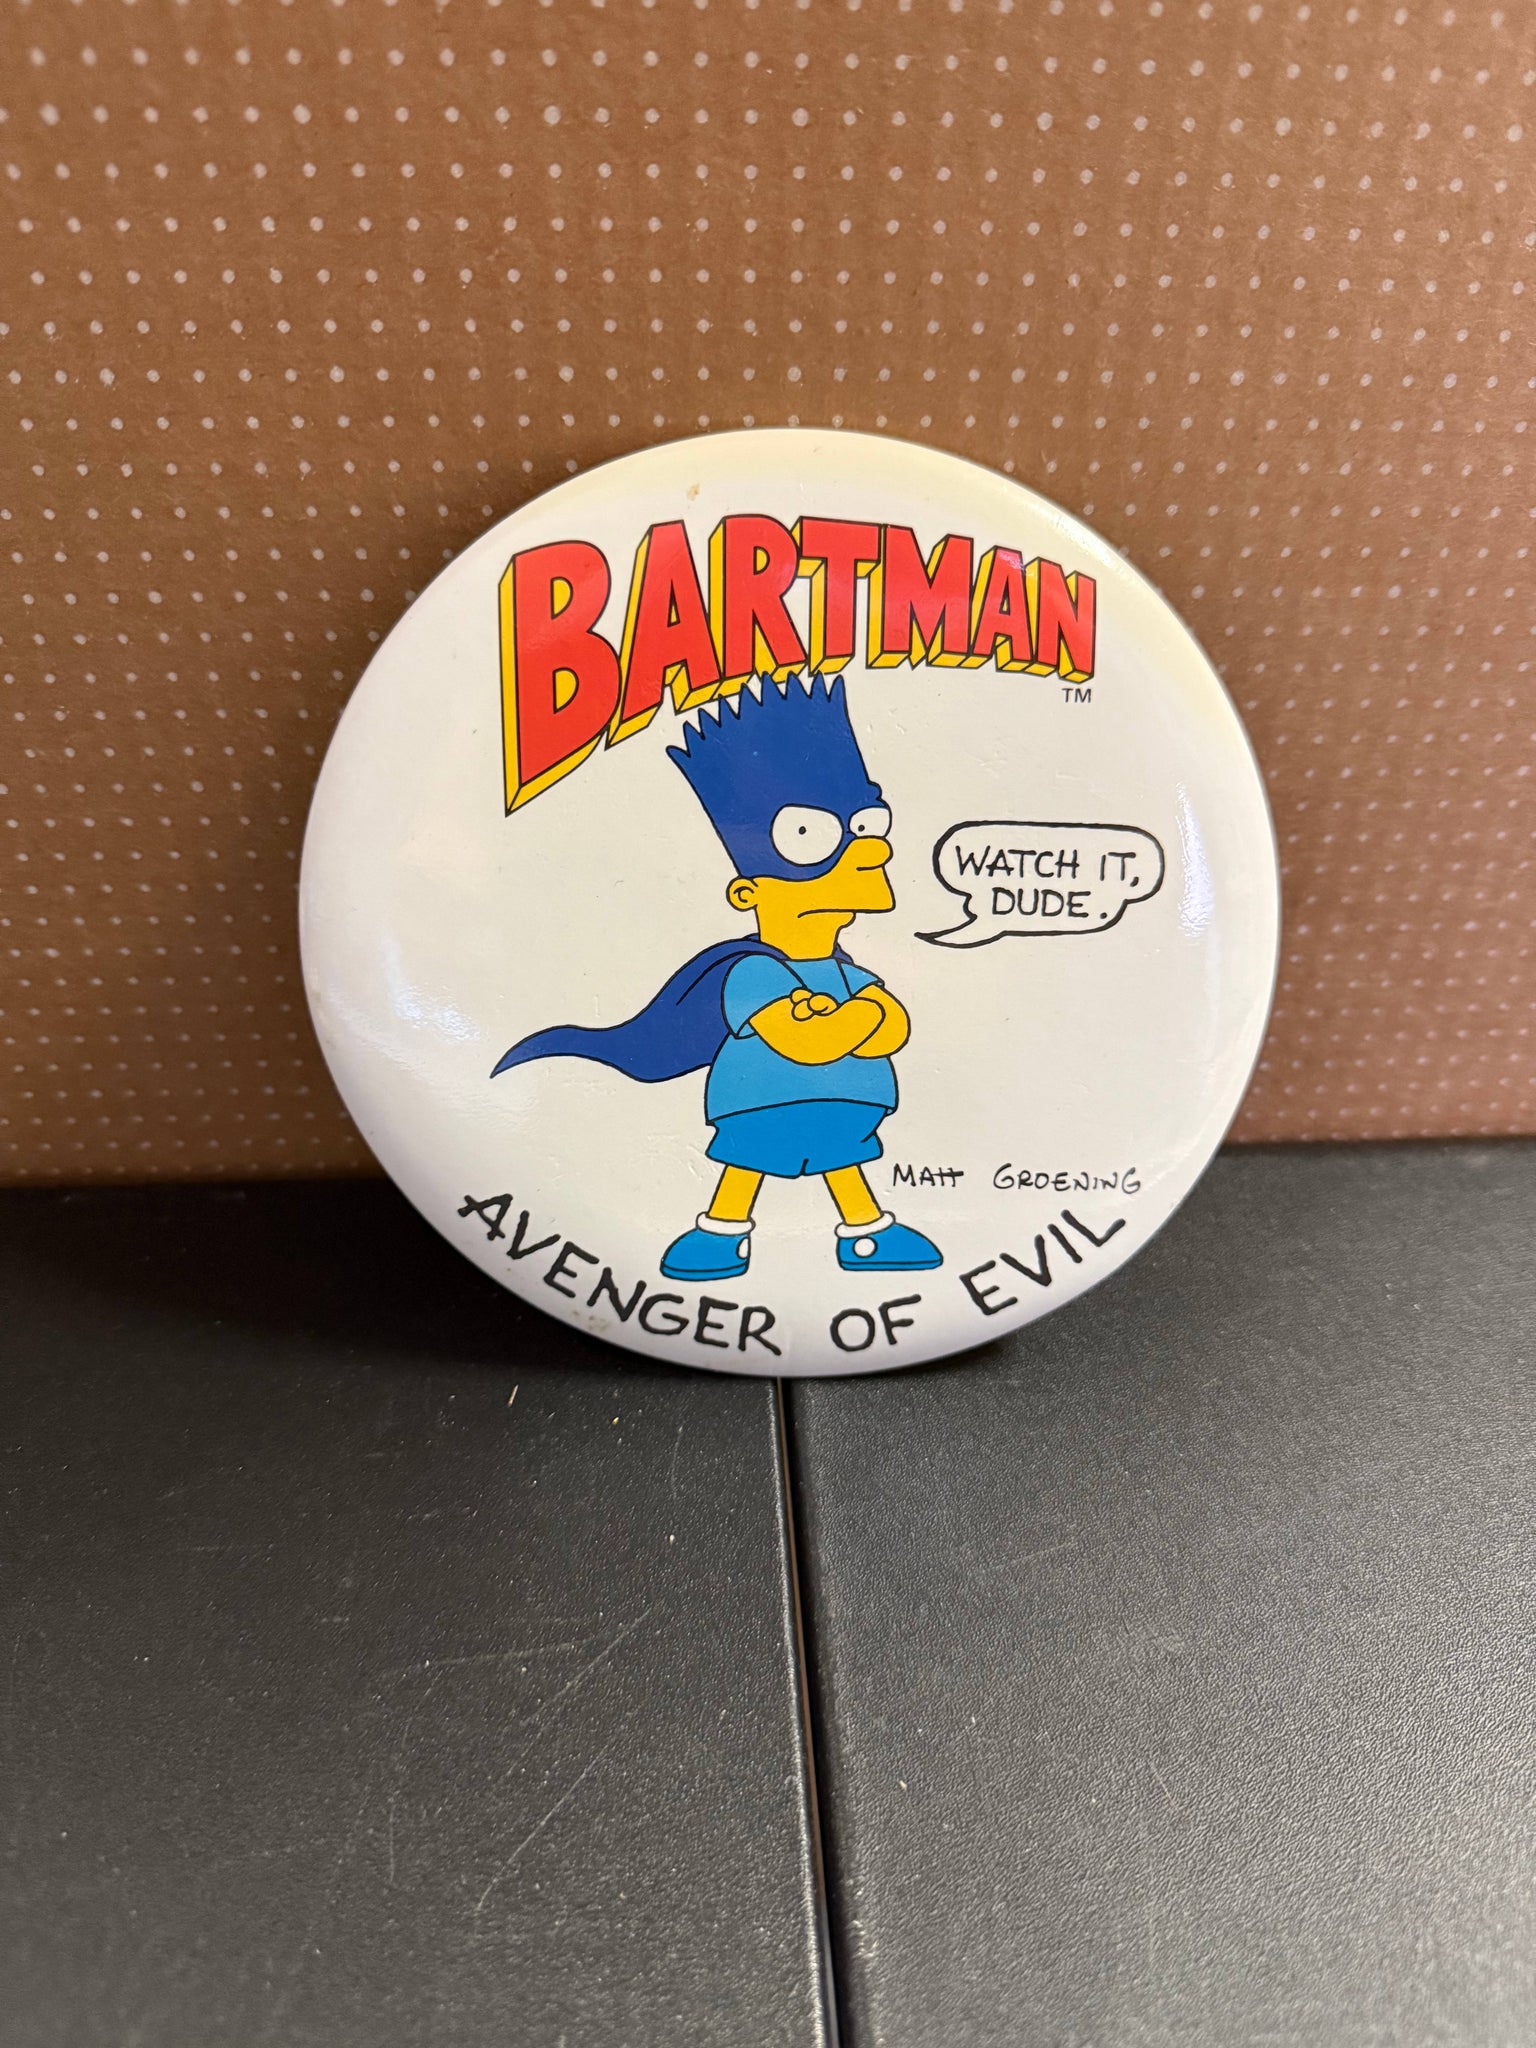 BARTMAN
TM
WATCH IT,
DUDE.
MATT GROENING
AVENGER OF EVIL